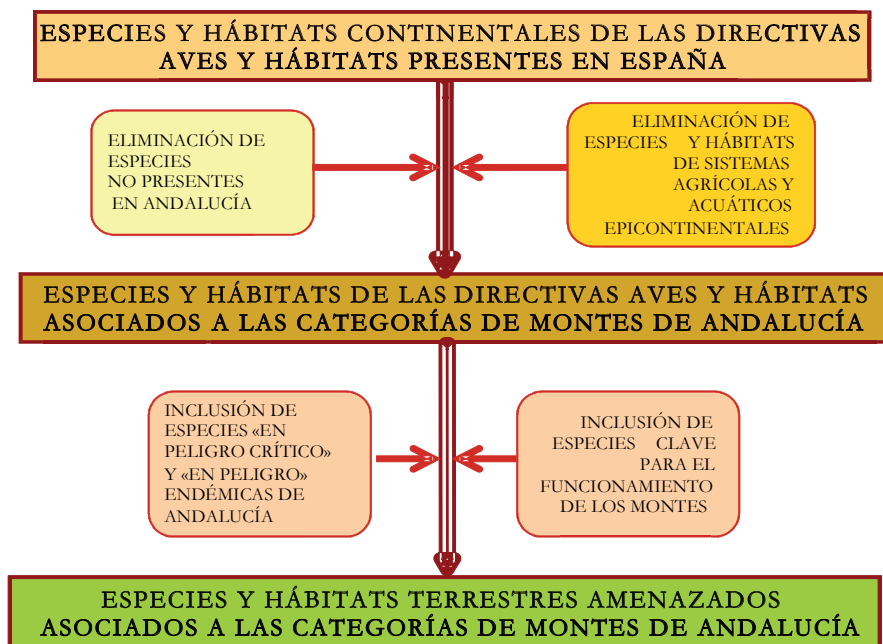 ESPECIES Y HÁBITATS CONTINENTALES DE LAS DIRECTIVAS
AVES Y HÁBITATS PRESENTES EN ESPAÑA
ELIMINACIÓN DE
ESPECIES
NO PRESENTES
EN ANDALUCÍA
ELIMINACIÓN DE
ESPECIES Y HÁBITATS
DE SISTEMAS
AGRÍCOLAS Y
ACUÁTICOS
EPICONTINENTALES
ESPECIES Y HÁBITATS DE LAS DIRECTIVAS AVES Y HÁBITATS
ASOCIADOS A LAS CATEGORÍAS DE MONTES DE ANDALUCÍA
INCLUSIÓN DE
ESPECIES «EN
PELIGRO CRÍTICO»
Y «EN PELIGRO»
ENDÉMICAS DE
ANDALUCÍA
INCLUSIÓN DE
ESPECIES CLAVE
PARA EL
FUNCIONAMIENTO
DE LOS MONTES
ESPECIES Y HÁBITATS TERRESTRES AMENAZADOS
ASOCIADOS A LAS CATEGORÍAS DE MONTES DE ANDALUCÍA